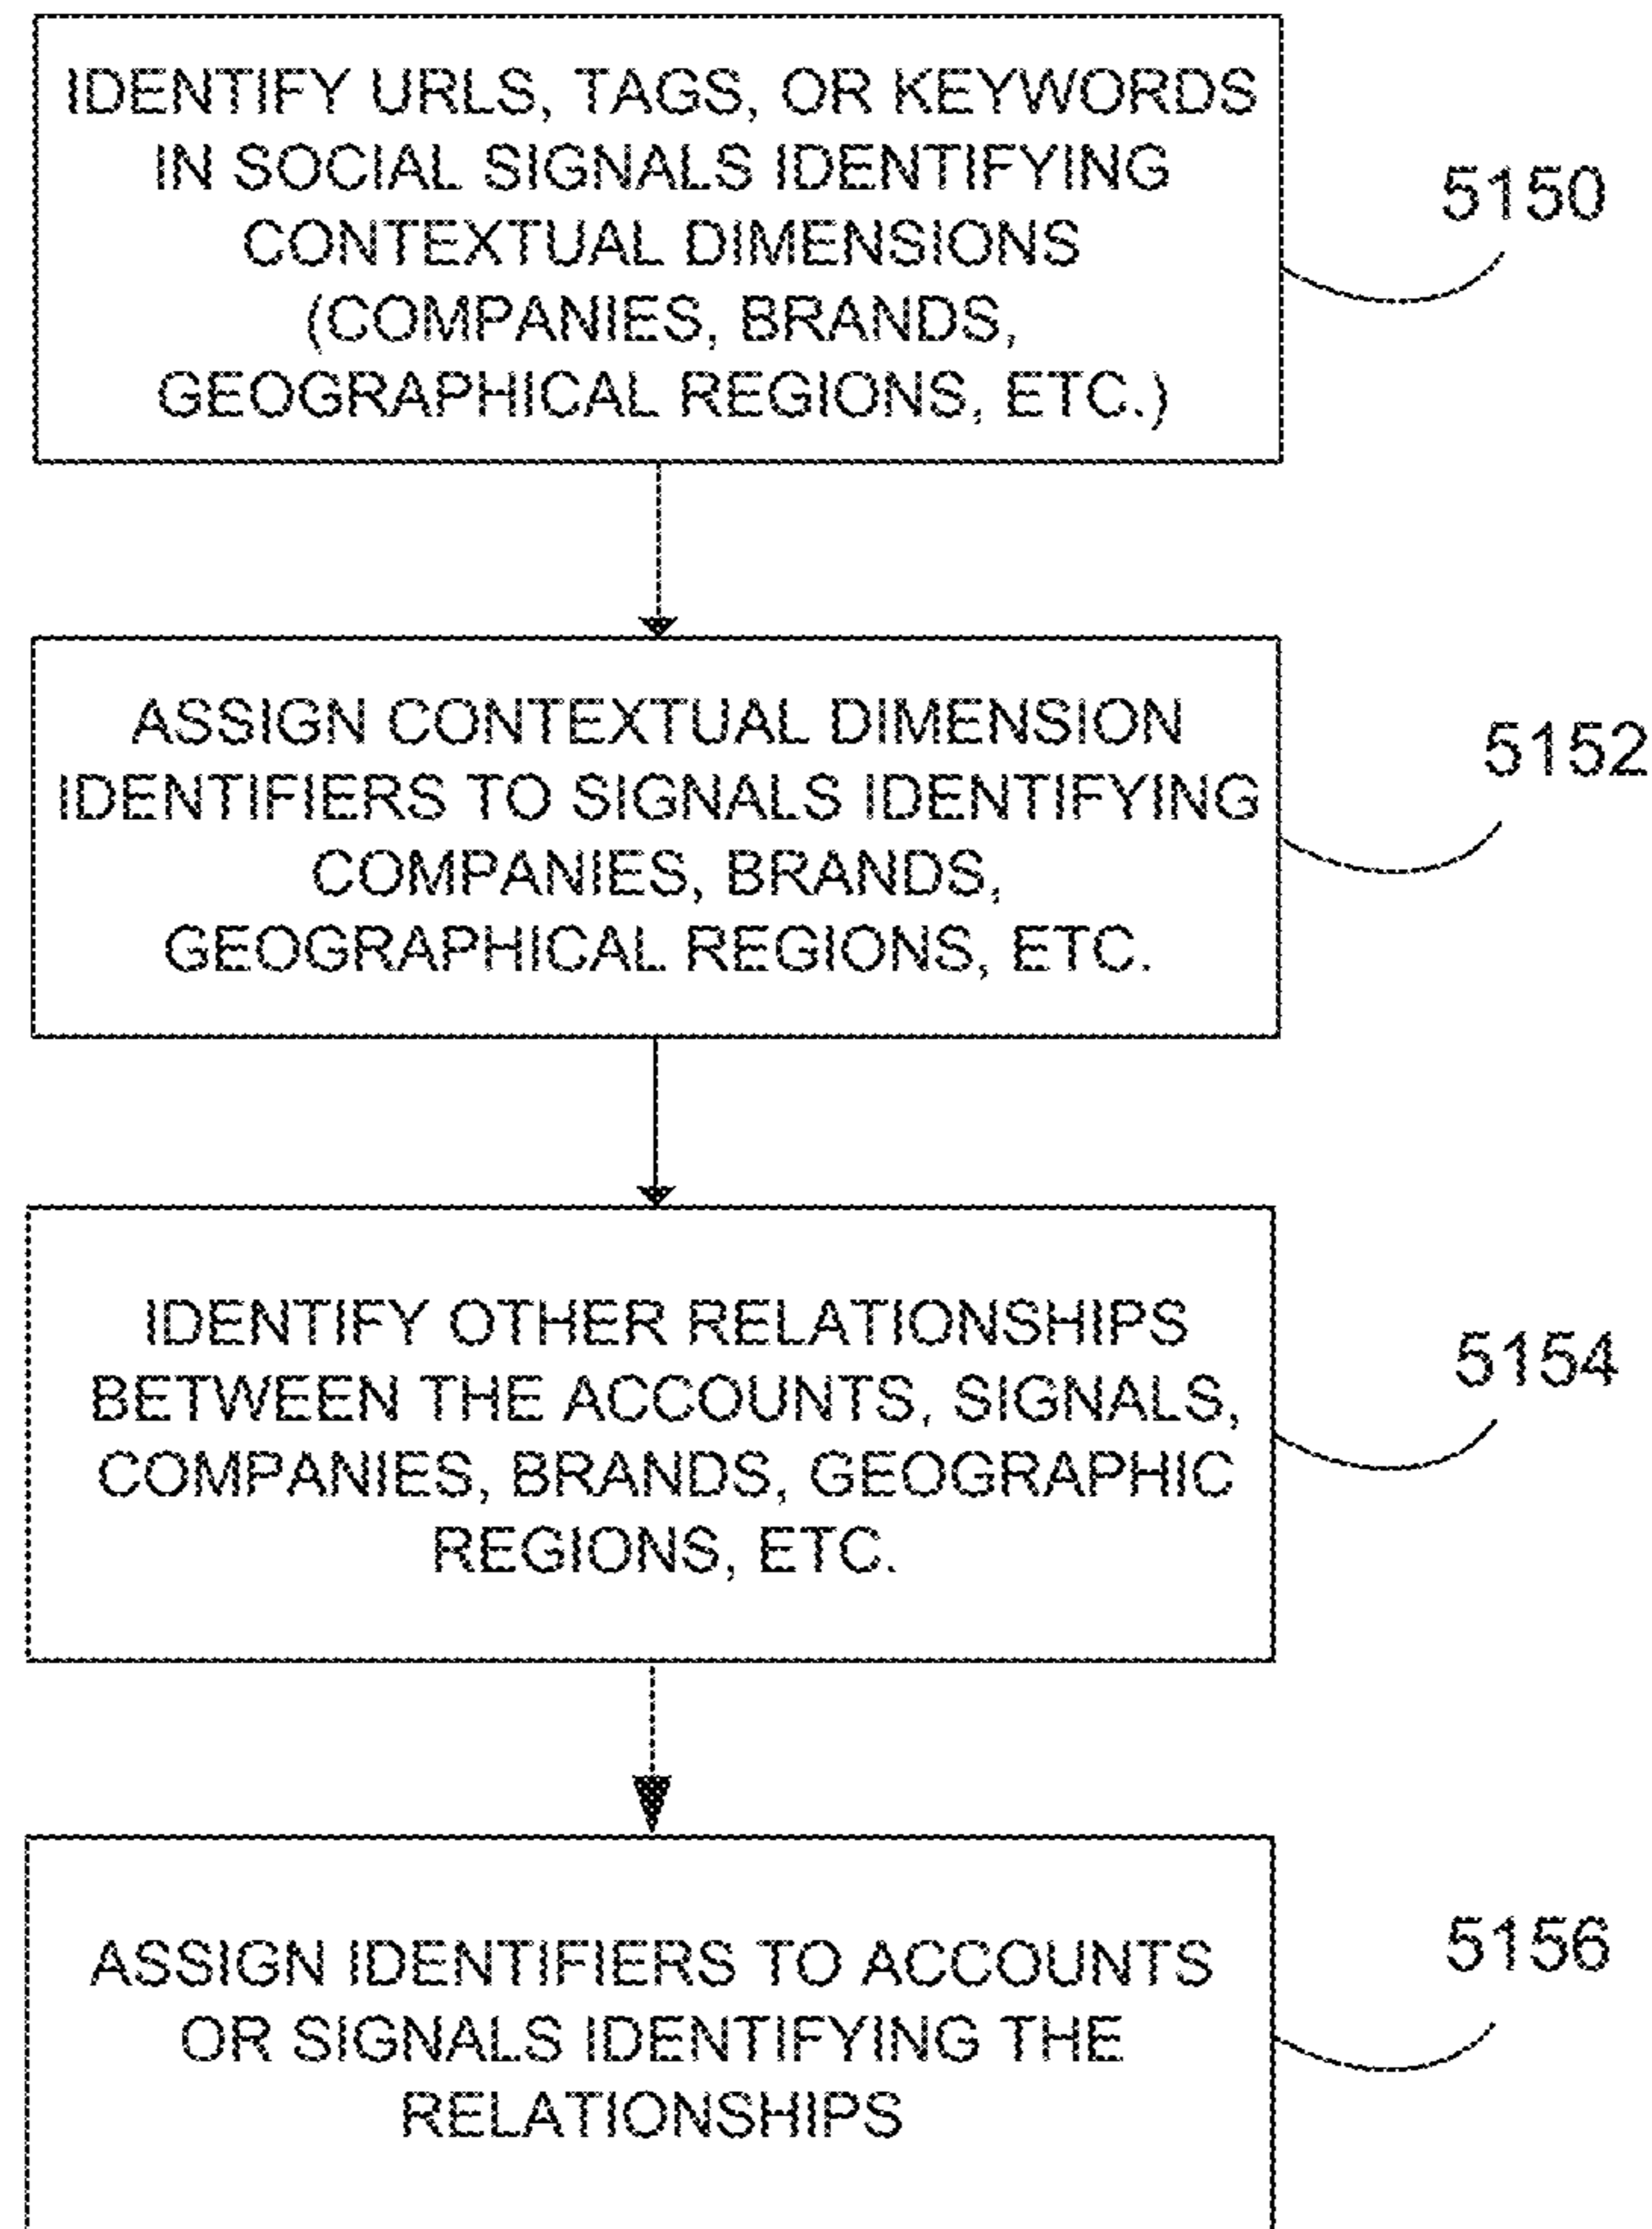 IDENTIFY URLS, TAGS, OR KEYWORDS
IN SOCIAL SIGNALS IDENTIFYING
CONTEXTUAL DIMENSIONS
(COMPANIES, BRANDS,
GEOGRAPHICAL REGIONS, ETC.)
5150
ASSIGN CONTEXTUAL DIMENSION
IDENTIFIERS TO SIGNALS IDENTIFYING
COMPANIES, BRANDS,
GEOGRAPHICAL REGIONS, ETC.
5152
IDENTIFY OTHER RELATIONSHIPS
BETWEEN THE ACCOUNTS, SIGNALS,
COMPANIES, BRANDS, GEOGRAPHIC
REGIONS, ETC.
5154
ASSIGN IDENTIFIERS TO ACCOUNTS
OR SIGNALS IDENTIFYING THE
RELATIONSHIPS
5156